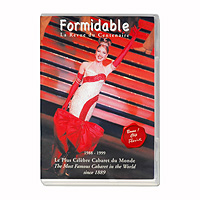 Formidable
La Revue du Centenaire
Bonus !
1988 - 1999
Le Plus Célèbre Cabaret du Monde
The Most Famous Cabaret in the World
since 1889